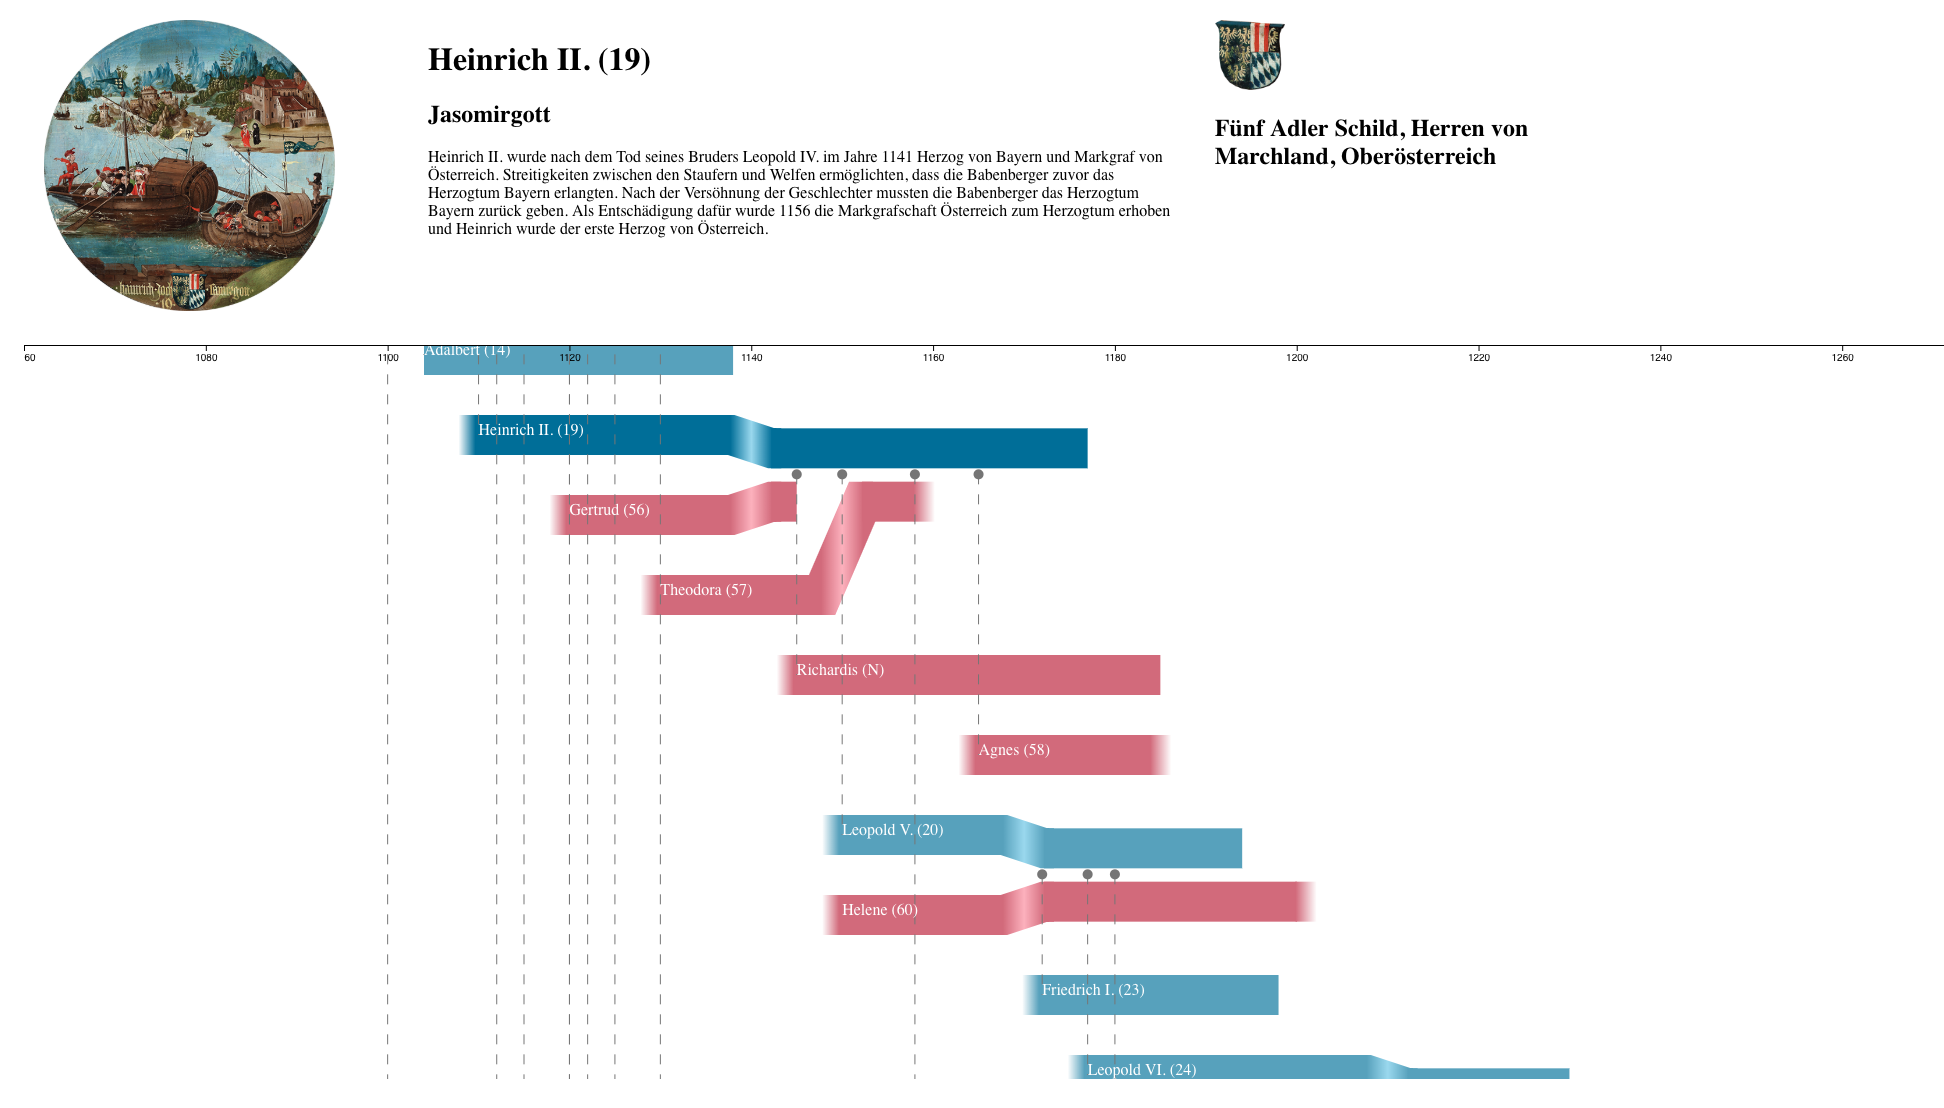 Heinrich II. (19)
Jasomirgott
Heinrich II. wurde nach dem Tod seines Bruders Leopold IV. im Jahre 1141 Herzog von Bayern und Markgraf von
Österreich. Streitigkeiten zwischen den Staufern und Welfen ermöglichten, dass die Babenberger zuvor das
Herzogtum Bayern erlangten. Nach der Versöhnung der Geschlechter mussten die Babenberger das Herzogtum
Bayern zurück geben. Als Entschädigung dafür wurde 1156 die Markgrafschaft Österreich zum Herzogtum erhoben
und Heinrich wurde der erste Herzog von Österreich.
Fünf Adler Schild, Herren von
Marchland, Oberösterreich
Adalbert (14)
60 1080 1100 1120 1140 1160 1180 1200 1220 1240 1260
Heinrich II. (19)
Gertrud (56)
Theodora (57)
Richardis (N)
Agnes (58)
Leopold V. (20)
Helene (60)
Friedrich I. (23)
Leopold VI. (24)